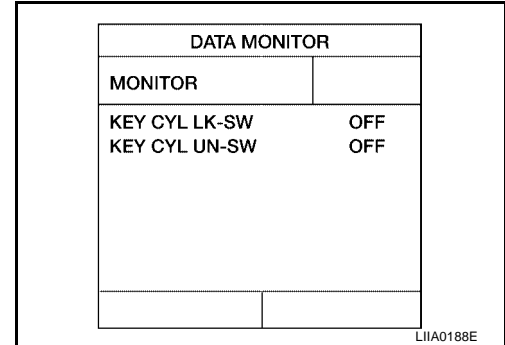 DATA MONITOR
MONITOR
KEY CYL LK-SW OFF
KEY CYL UN-SW OFF
LIIA0188E